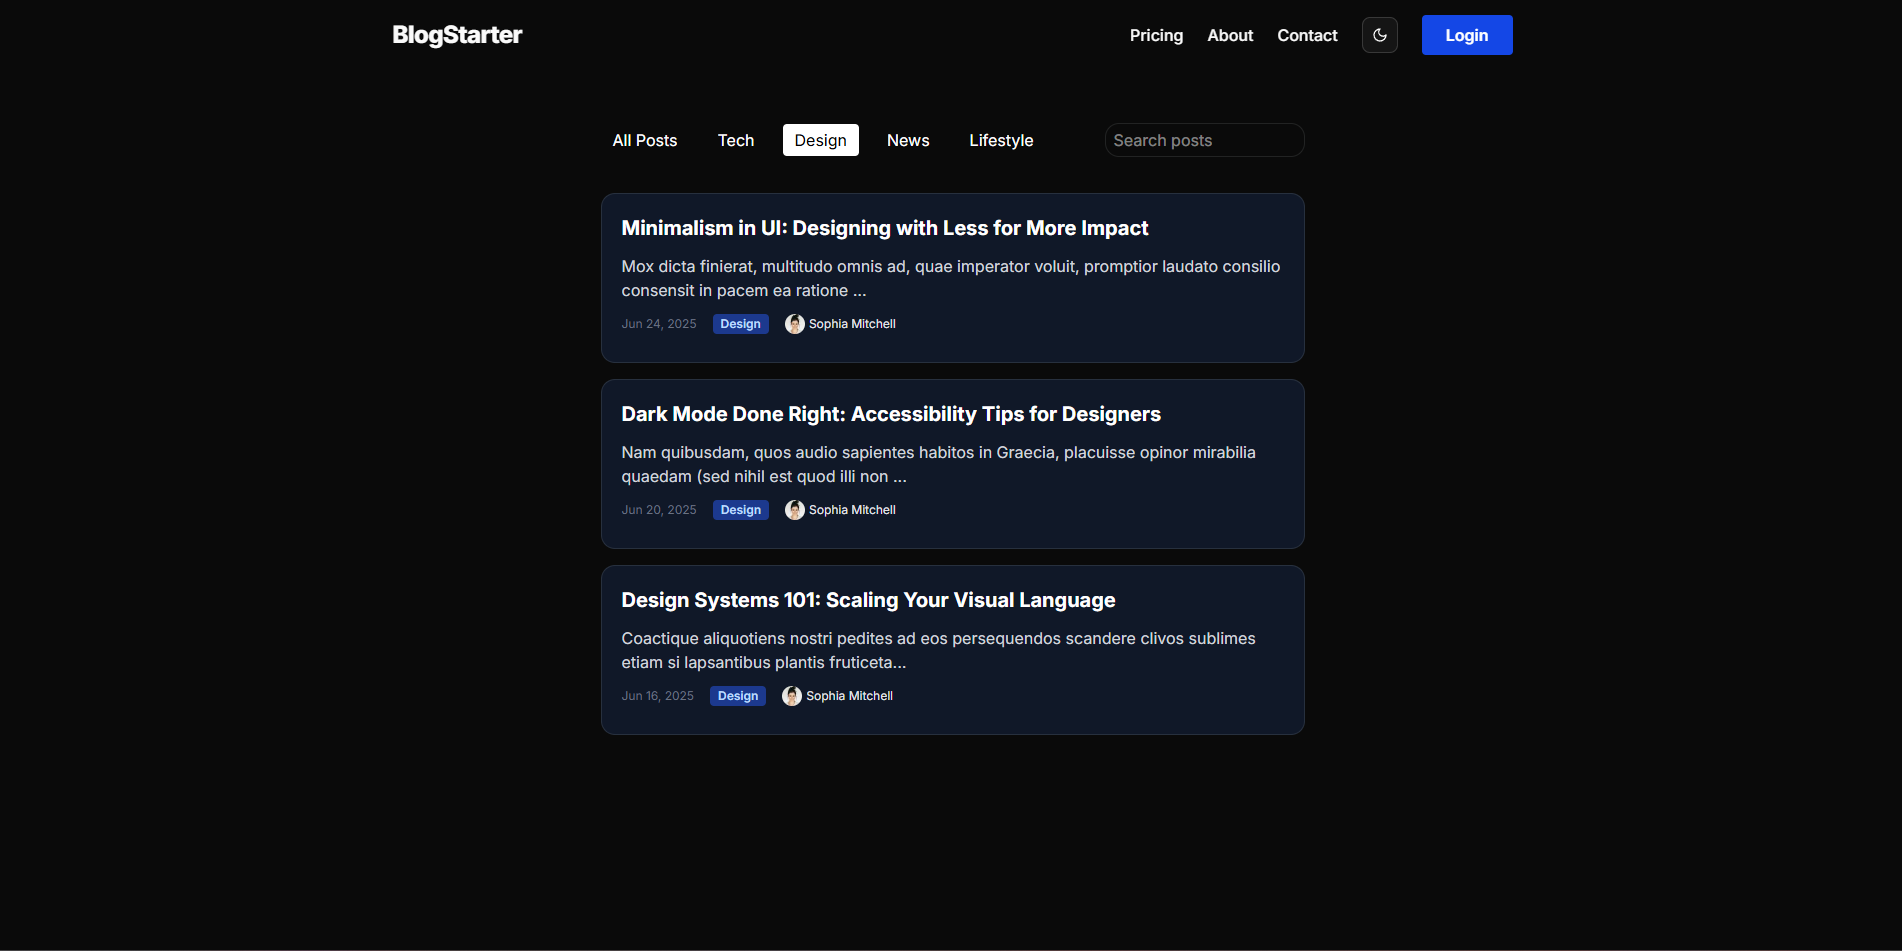 BlogStarter
Pricing About Contact Login
All Posts Tech Design News Lifestyle Search posts
Minimalism in UI: Designing with Less for More Impact
Mox dicta finierat, multitudo omnis ad, quae imperator voluit, promptior laudato consilio
consensit in pacem ea ratione ...
Jun 24, 2025 Design Sophia Mitchell
Dark Mode Done Right: Accessibility Tips for Designers
Nam quibusdam, quos audio sapientes habitos in Graecia, placuisse opinor mirabilia
quaedam (sed nihil est quod illi non ...
Jun 20, 2025 Design Sophia Mitchell
Design Systems 101: Scaling Your Visual Language
Coactique aliquotiens nostri pedites ad eos persequendos scandere clivos sublimes
etiam si lapsantibus plantis fruticeta...
Jun 16, 2025 Design Sophia Mitchell